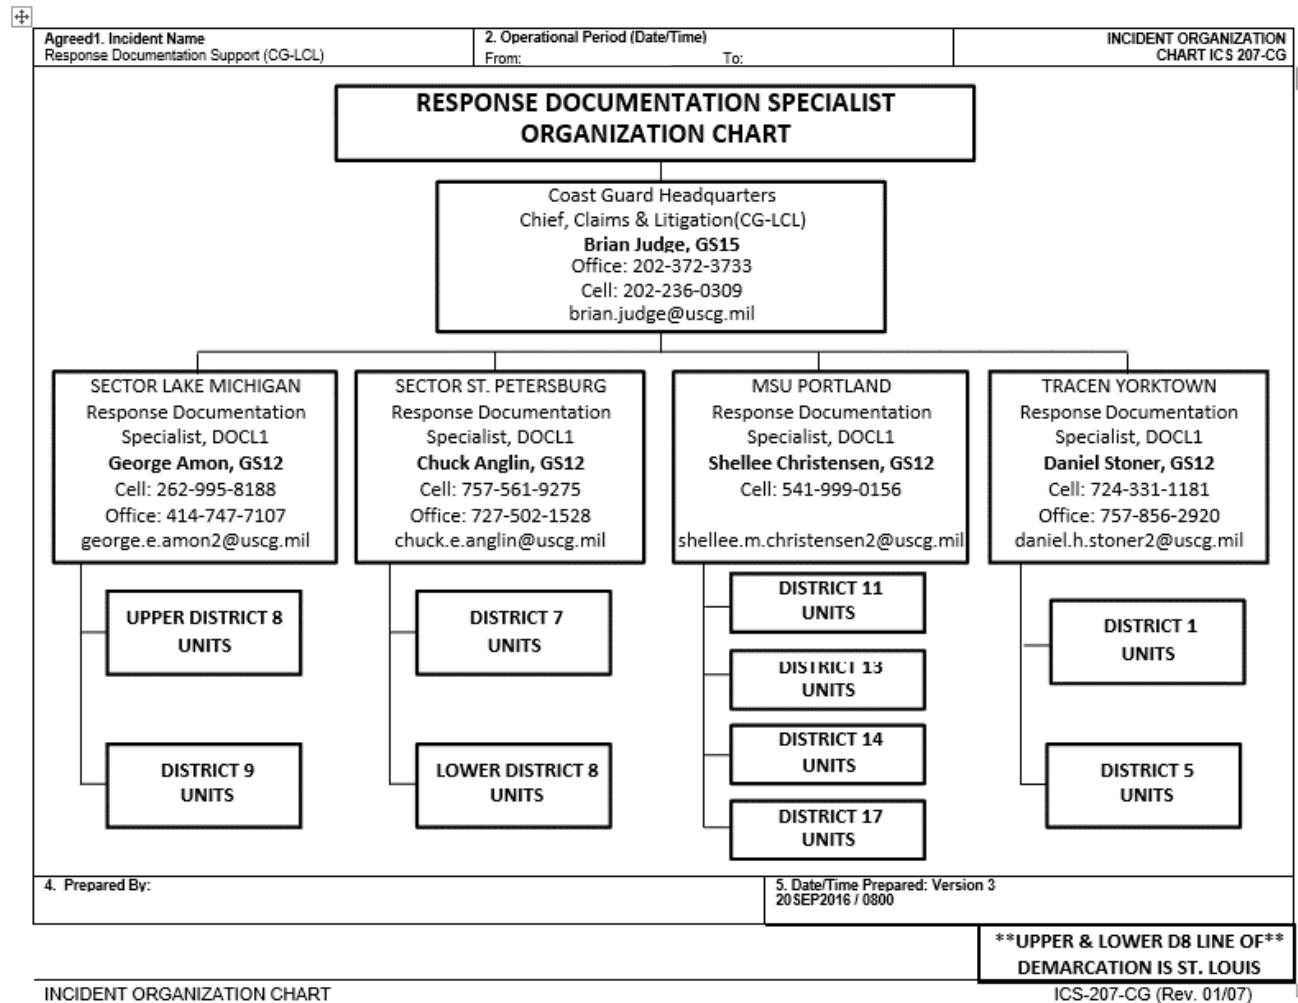 Agreed1. Incident Name
Response Documentation Support (CG-LCL)
2. Operational Period (Date/Time)
From: To:
INCIDENT ORGANIZATION
CHART ICS 207-CG
RESPONSE DOCUMENTATION SPECIALIST
ORGANIZATION CHART
Coast Guard Headquarters
Chief, Claims & Litigation(CG-LCL)
Brian Judge, GS15
Office: 202-372-3733
Cell: 202-236-0309
brian.judge@uscg.mil
SECTOR LAKE MICHIGAN
Response Documentation
Specialist, DOCL1
George Amon, GS12
Cell: 262-995-8188
Office: 414-747-7107
george.e.amon2@uscg.mil
SECTOR ST. PETERSBURG
Response Documentation
Specialist, DOCL1
Chuck Anglin, GS12
Cell: 757-561-9275
Office: 727-502-1528
chuck.e.anglin@uscg.mil
MSU PORTLAND
Response Documentation
Specialist, DOCL1
Shellee Christensen, GS12
Cell: 541-999-0156
shellee.m.christensen2@uscg.mil
TRACEN YORKTOWN
Response Documentation
Specialist, DOCL1
Daniel Stoner, GS12
Cell: 724-331-1181
Office: 757-856-2920
daniel.h.stoner2@uscg.mil
UPPER DISTRICT 8
UNITS
DISTRICT 9
UNITS
DISTRICT 7
UNITS
LOWER DISTRICT 8
UNITS
DISTRICT 11
UNITS
DISTRICT 13
UNITS
DISTRICT 14
UNITS
DISTRICT 17
UNITS
DISTRICT 1
UNITS
DISTRICT 5
UNITS
4. Prepared By:
5. Date/Time Prepared: Version 3
20SEP2016 / 0800
**UPPER & LOWER D8 LINE OF**
DEMARCATION IS ST. LOUIS
INCIDENT ORGANIZATION CHART
ICS-207-CG (Rev. 01/07)